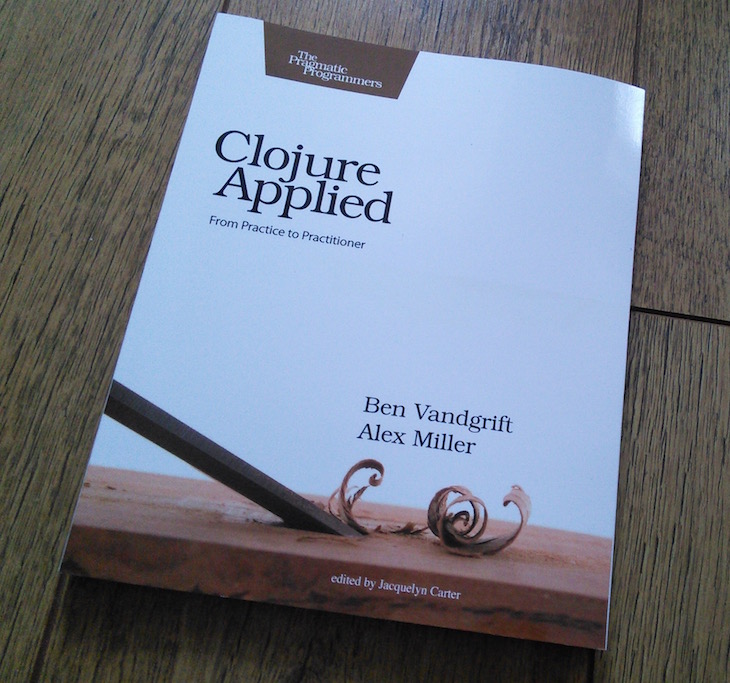 The
Pragmatic
Programmers
Clojure
Applied
From Practice to Practitioner
Ben Vandgrift
Alex Miller
edited by Jacquelyn Carter